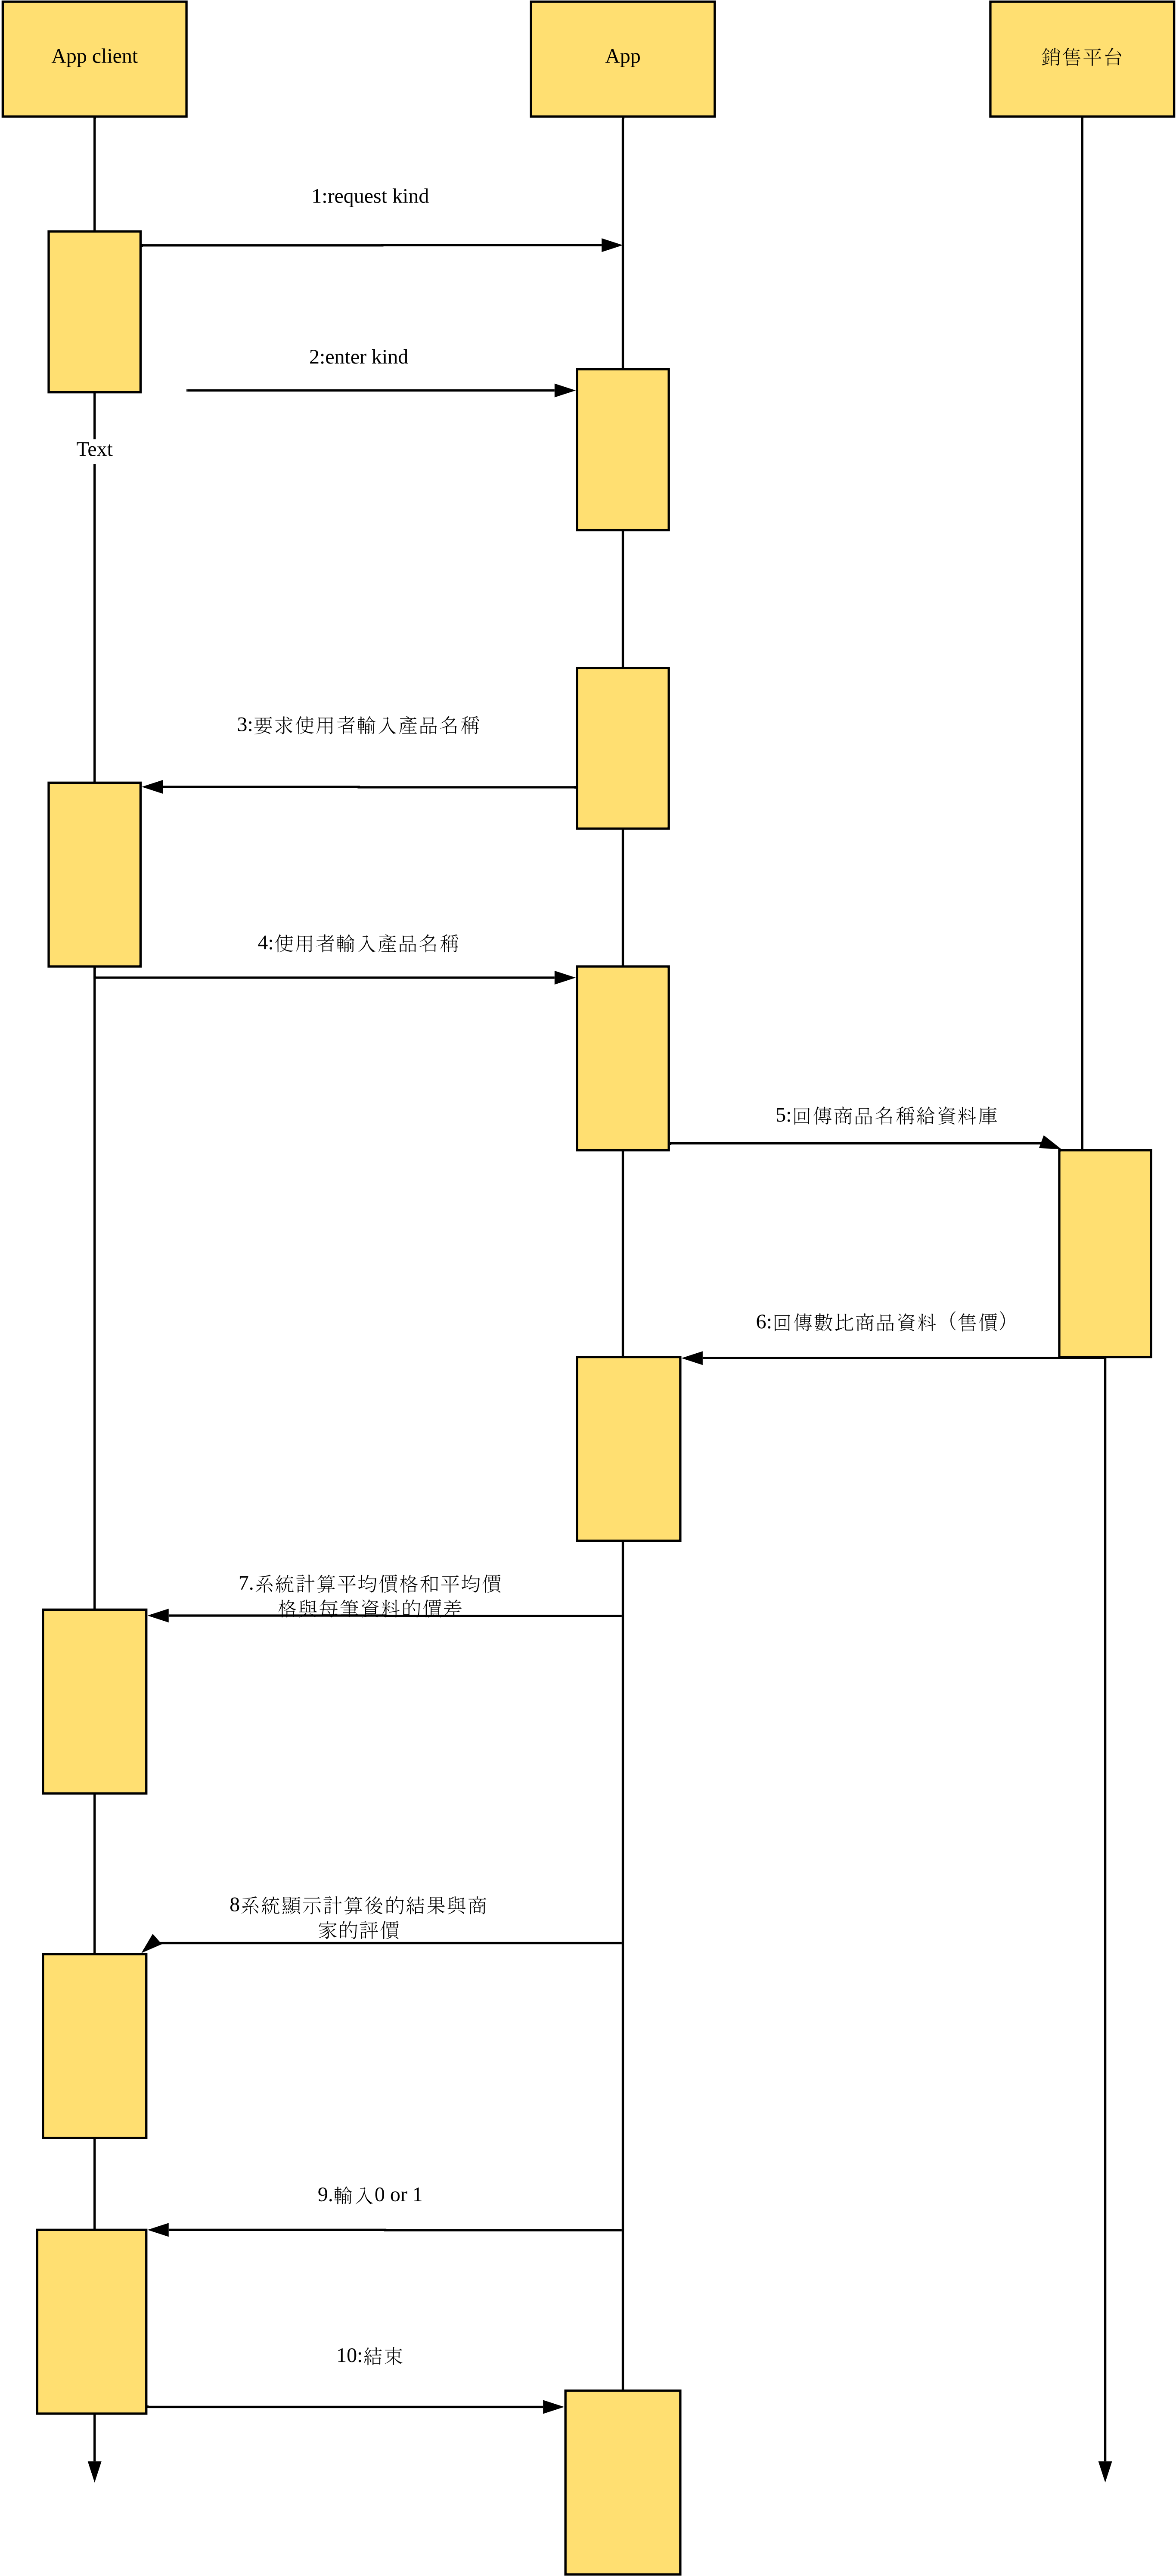 App client
App
銷售平台
1:request kind
2:enter kind
Text
3:要求使用者輸入產品名稱
4:使用者輸入產品名稱
5:回傳商品名稱給資料庫
6:回傳數比商品資料（售價）
7.系統計算平均價格和平均價
格與每筆資料的價差
8系統顯示計算後的結果與商
家的評價
9.輸入0 or 1
10:結束